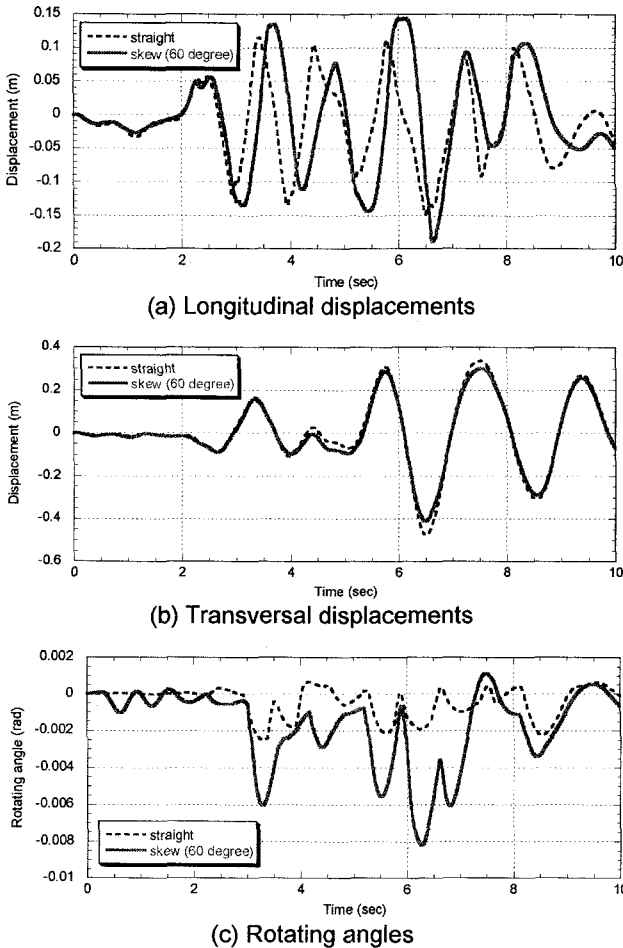 0.15
0.1
0.05
0
-0.05
-0.1
-0.15
-0.2
Displacement (m)
straight
skew (60 degree)
0 2 4 6 8 10
Time (sec)
(a) Longitudinal displacements
0.4
0.2
0
-0.2
-0.4
-0.6
Displacement (m)
straight
skew (60 degree)
0 2 4 6 8 10
Time (sec)
(b) Transversal displacements
0.002
0
-0.002
-0.004
-0.006
-0.008
-0.01
Rotating angle (rad)
straight
skew (60 degree)
0 2 4 6 8 10
Time (sec)
(c) Rotating angles